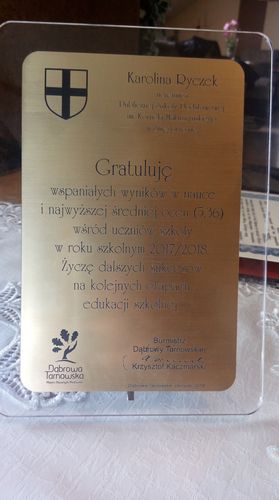 Karolina Ryczek
Gratuluję
wspaniałych wyników w nauce
i najwyższej średniej ocen (5,36)
wśród uczniów szkoły
w roku szkolnym 2017/2018.
Życzę dalszych sukcesów
na kolejnych etapach
edukacji szkolnej
Burmistrz
Dąbrowy Tarnowskiej
Krzysztof Kaczmarski
Dąbrowa
Tarnowska